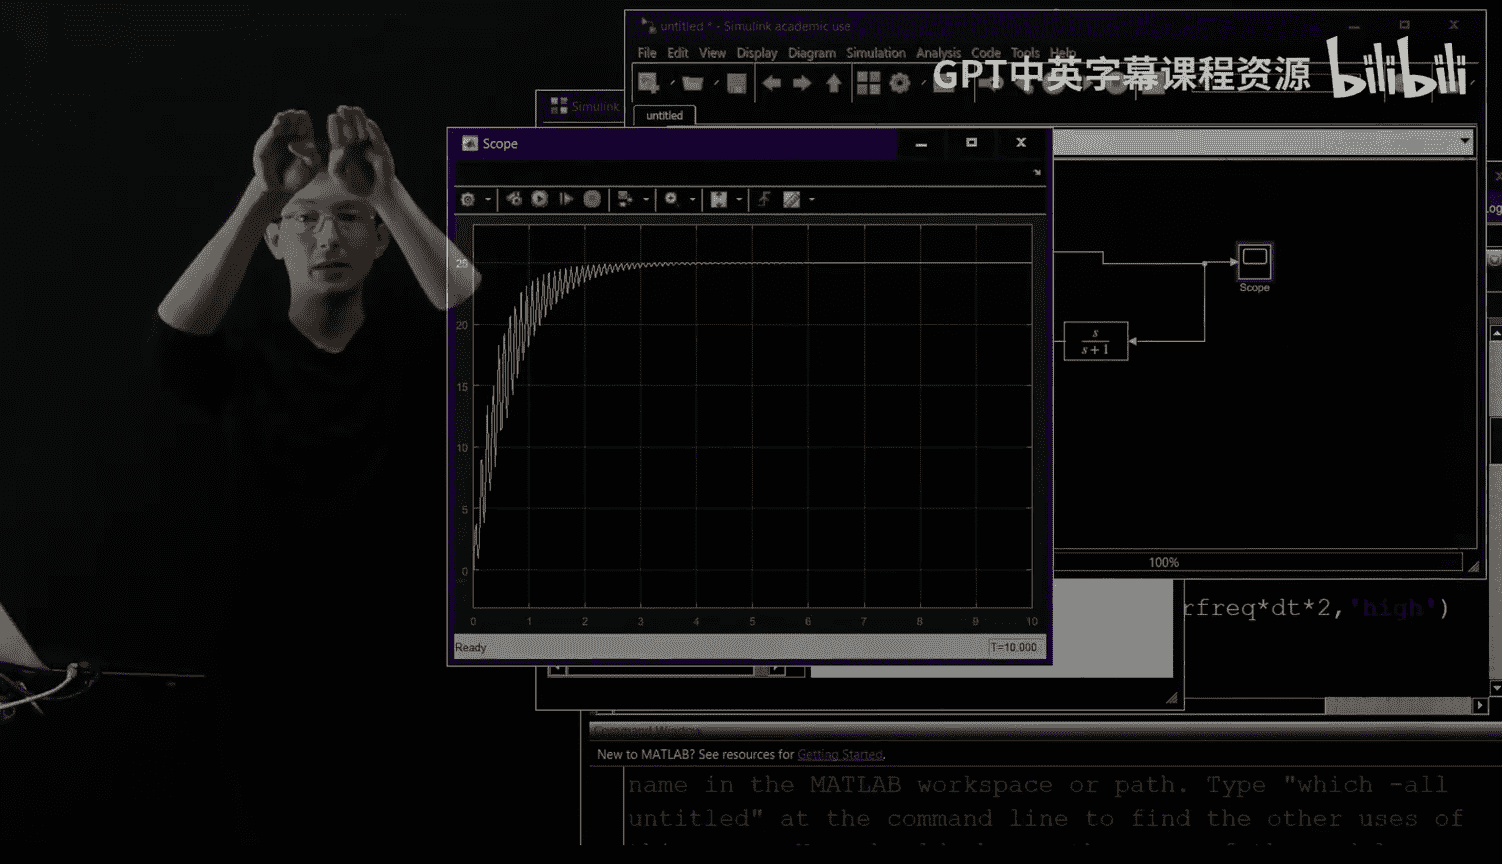 untitled * - Simulink academic use
File Edit View Display Diagram Simulation Analysis Code Tools Help
GPT中英字幕课程资源 bilibili
Simulink
untitled
Scope
25
20
15
10
5
0
0 1 2 3 4 5 6 7 8 9 10
Ready
T=10.000
Scope
s
s+1
100%
rfreq*dt*2,'high')
Command Window
New to MATLAB? See resources for Getting Started.
name in the MATLAB workspace or path. Type "which -all
untitled" at the command line to find the other uses of